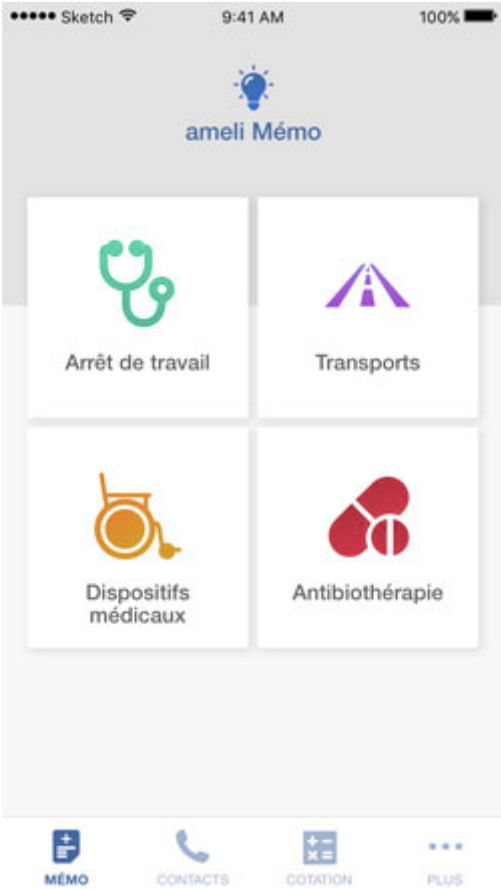 Sketch 9:41 AM 100%
ameli Mémo
Arrêt de travail
Transports
Dispositifs
médicaux
Antibiothérapie
MÉMO CONTACTS COTATION PLUS